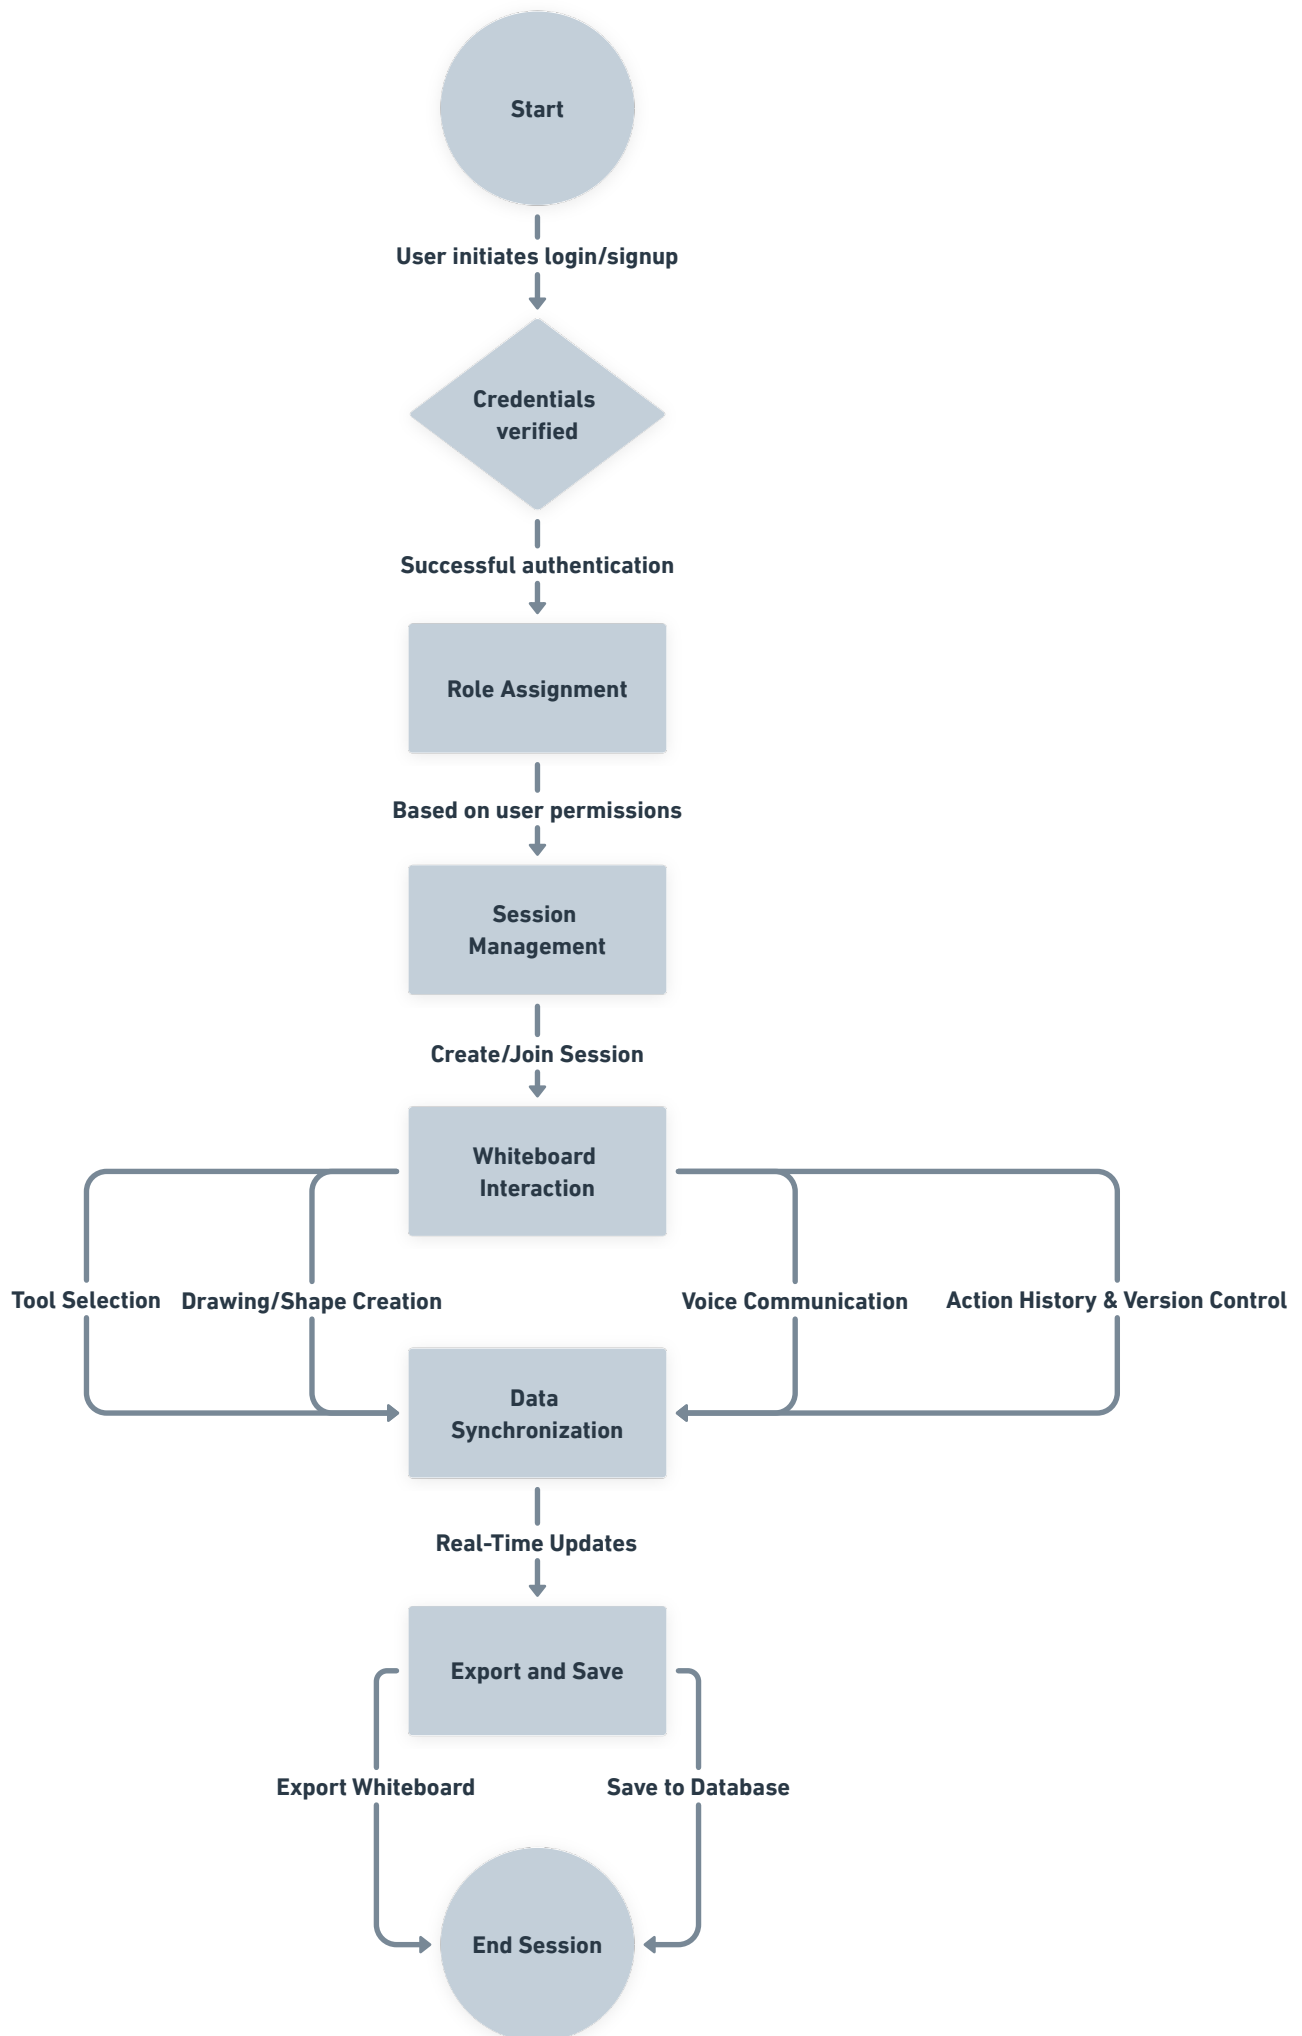 Start
User initiates login/signup
Credentials
verified
Successful authentication
Role Assignment
Based on user permissions
Session
Management
Create/Join Session
Whiteboard
Interaction
Tool Selection
Drawing/Shape Creation
Voice Communication
Action History & Version Control
Data
Synchronization
Real-Time Updates
Export and Save
Export Whiteboard
Save to Database
End Session